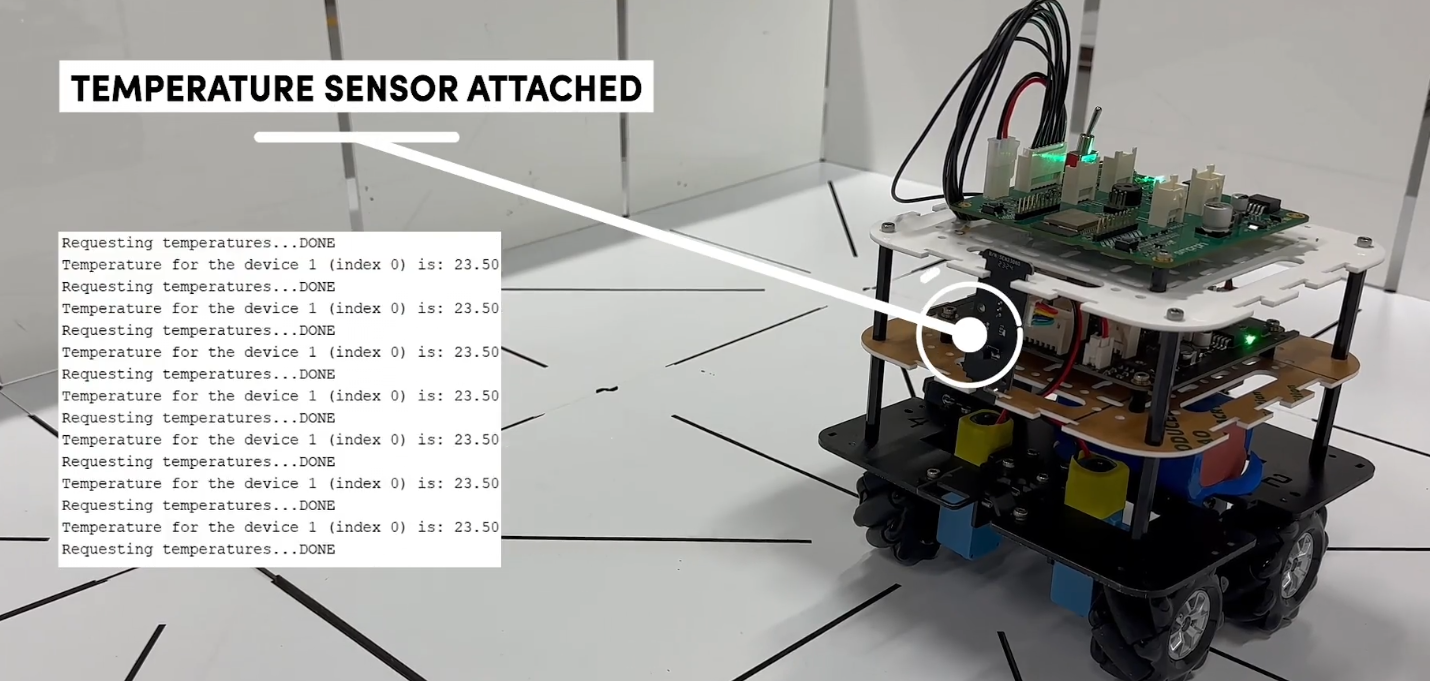 TEMPERATURE SENSOR ATTACHED
Requesting temperatures...DONE
Temperature for the device 1 (index 0) is: 23.50
Requesting temperatures...DONE
Temperature for the device 1 (index 0) is: 23.50
Requesting temperatures...DONE
Temperature for the device 1 (index 0) is: 23.50
Requesting temperatures...DONE
Temperature for the device 1 (index 0) is: 23.50
Requesting temperatures...DONE
Temperature for the device 1 (index 0) is: 23.50
Requesting temperatures...DONE
Temperature for the device 1 (index 0) is: 23.50
Requesting temperatures...DONE
Temperature for the device 1 (index 0) is: 23.50
Requesting temperatures...DONE